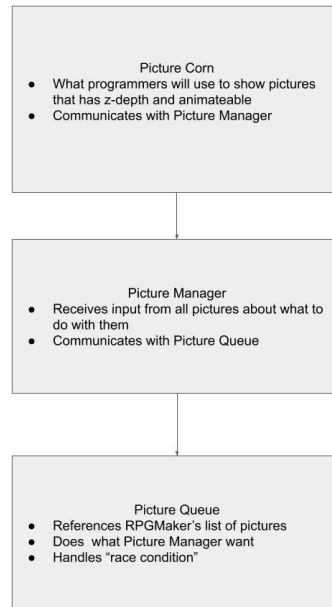 Picture Corn
● What programmers will use to show pictures
that has z-depth and animateable
● Communicates with Picture Manager
Picture Manager
● Receives input from all pictures about what to
do with them
● Communicates with Picture Queue
Picture Queue
● References RPGMaker's list of pictures
● Does what Picture Manager want
● Handles “race condition”